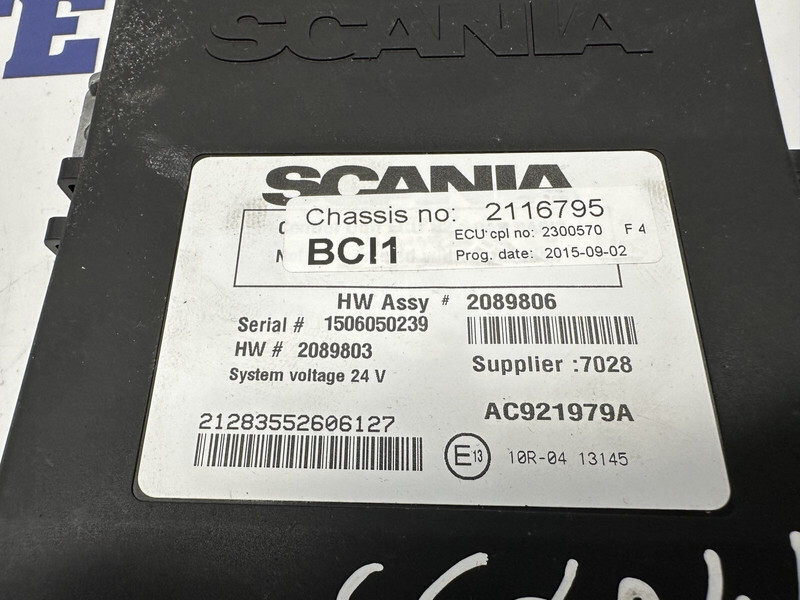 TE
SCANIA
SCANIA
Chassis no: 2116795
ECU cpl no: 2300570 F 4
BCI1
Prog. date: 2015-09-02
HW Assy # 2089806
Serial # 1506050239
HW # 2089803
Supplier :7028
System voltage 24 V
AC921979A
21283552606127
E13 10R-04 13145